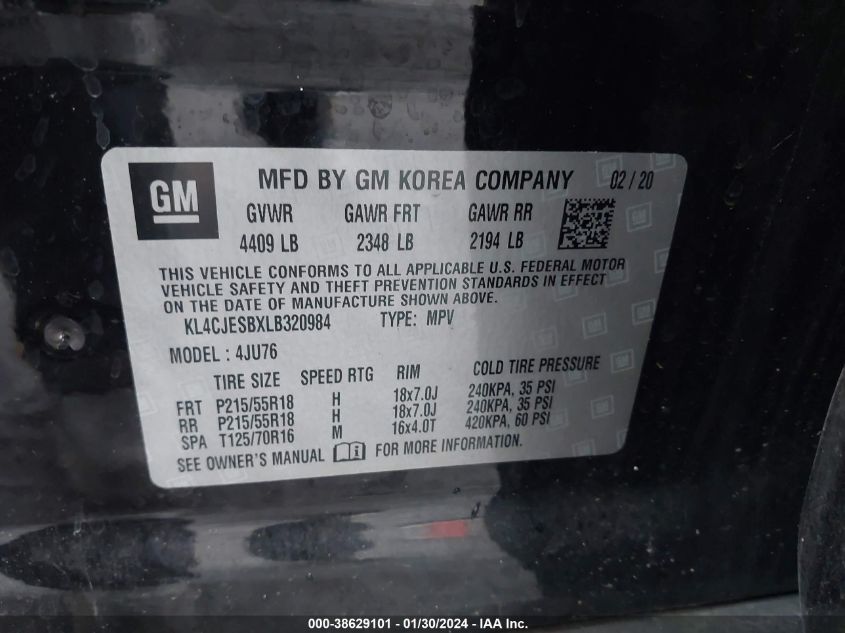 GM MFD BY GM KOREA COMPANY 02 / 20
GVWR GAWR FRT GAWR RR
4409 LB 2348 LB 2194 LB
THIS VEHICLE CONFORMS TO ALL APPLICABLE U.S. FEDERAL MOTOR
VEHICLE SAFETY AND THEFT PREVENTION STANDARDS IN EFFECT
ON THE DATE OF MANUFACTURE SHOWN ABOVE.
KL4CJESBXLB320984 TYPE: MPV
MODEL : 4JU76
TIRE SIZE SPEED RTG RIM COLD TIRE PRESSURE
FRT P215/55R18 H 18x7.0J 240KPA, 35 PSI
RR P215/55R18 H 18x7.0J 240KPA, 35 PSI
SPA T125/70R16 M 16x4.0T 420KPA, 60 PSI
SEE OWNER'S MANUAL FOR MORE INFORMATION.
000-38629101 - 01/30/2024 - IAA Inc.